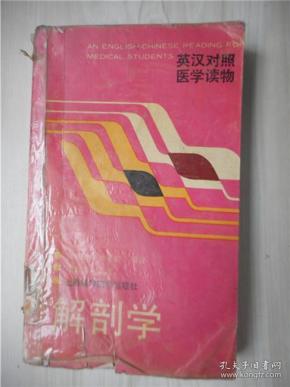 AN ENGLISH-CHINESE READING FOR
MEDICAL STUDENTS
英汉对照
医学读物
解剖学
孔夫子旧书网